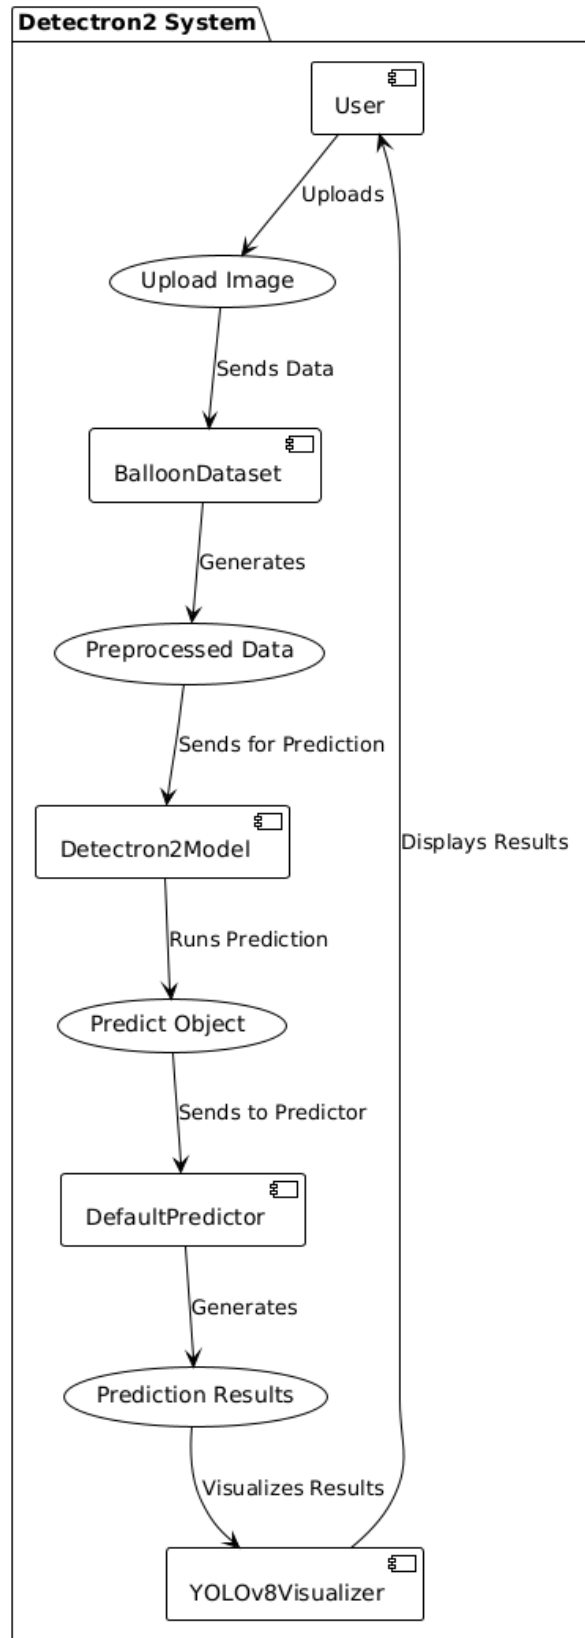 Detectron2 System
User
Uploads
Upload Image
Sends Data
BalloonDataset
Generates
Preprocessed Data
Sends for Prediction
Detectron2Model
Displays Results
Runs Prediction
Predict Object
Sends to Predictor
DefaultPredictor
Generates
Prediction Results
Visualizes Results
YOLOv8Visualizer